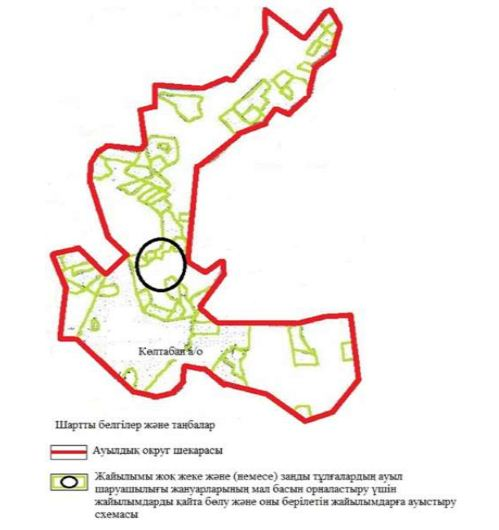 Көлтабан а/о
Шартты белгілер және танбалар
Ауылдық округ шекарасы
Жайылымы жоқ жеке және (немесе) заңды тұлғалардың ауыл
шаруашылығы жануарларының мал басын орналастыру үшін
жайылымдарды қайта бөлу және оны берілетін жайылымдарға ауыстыру
схемасы